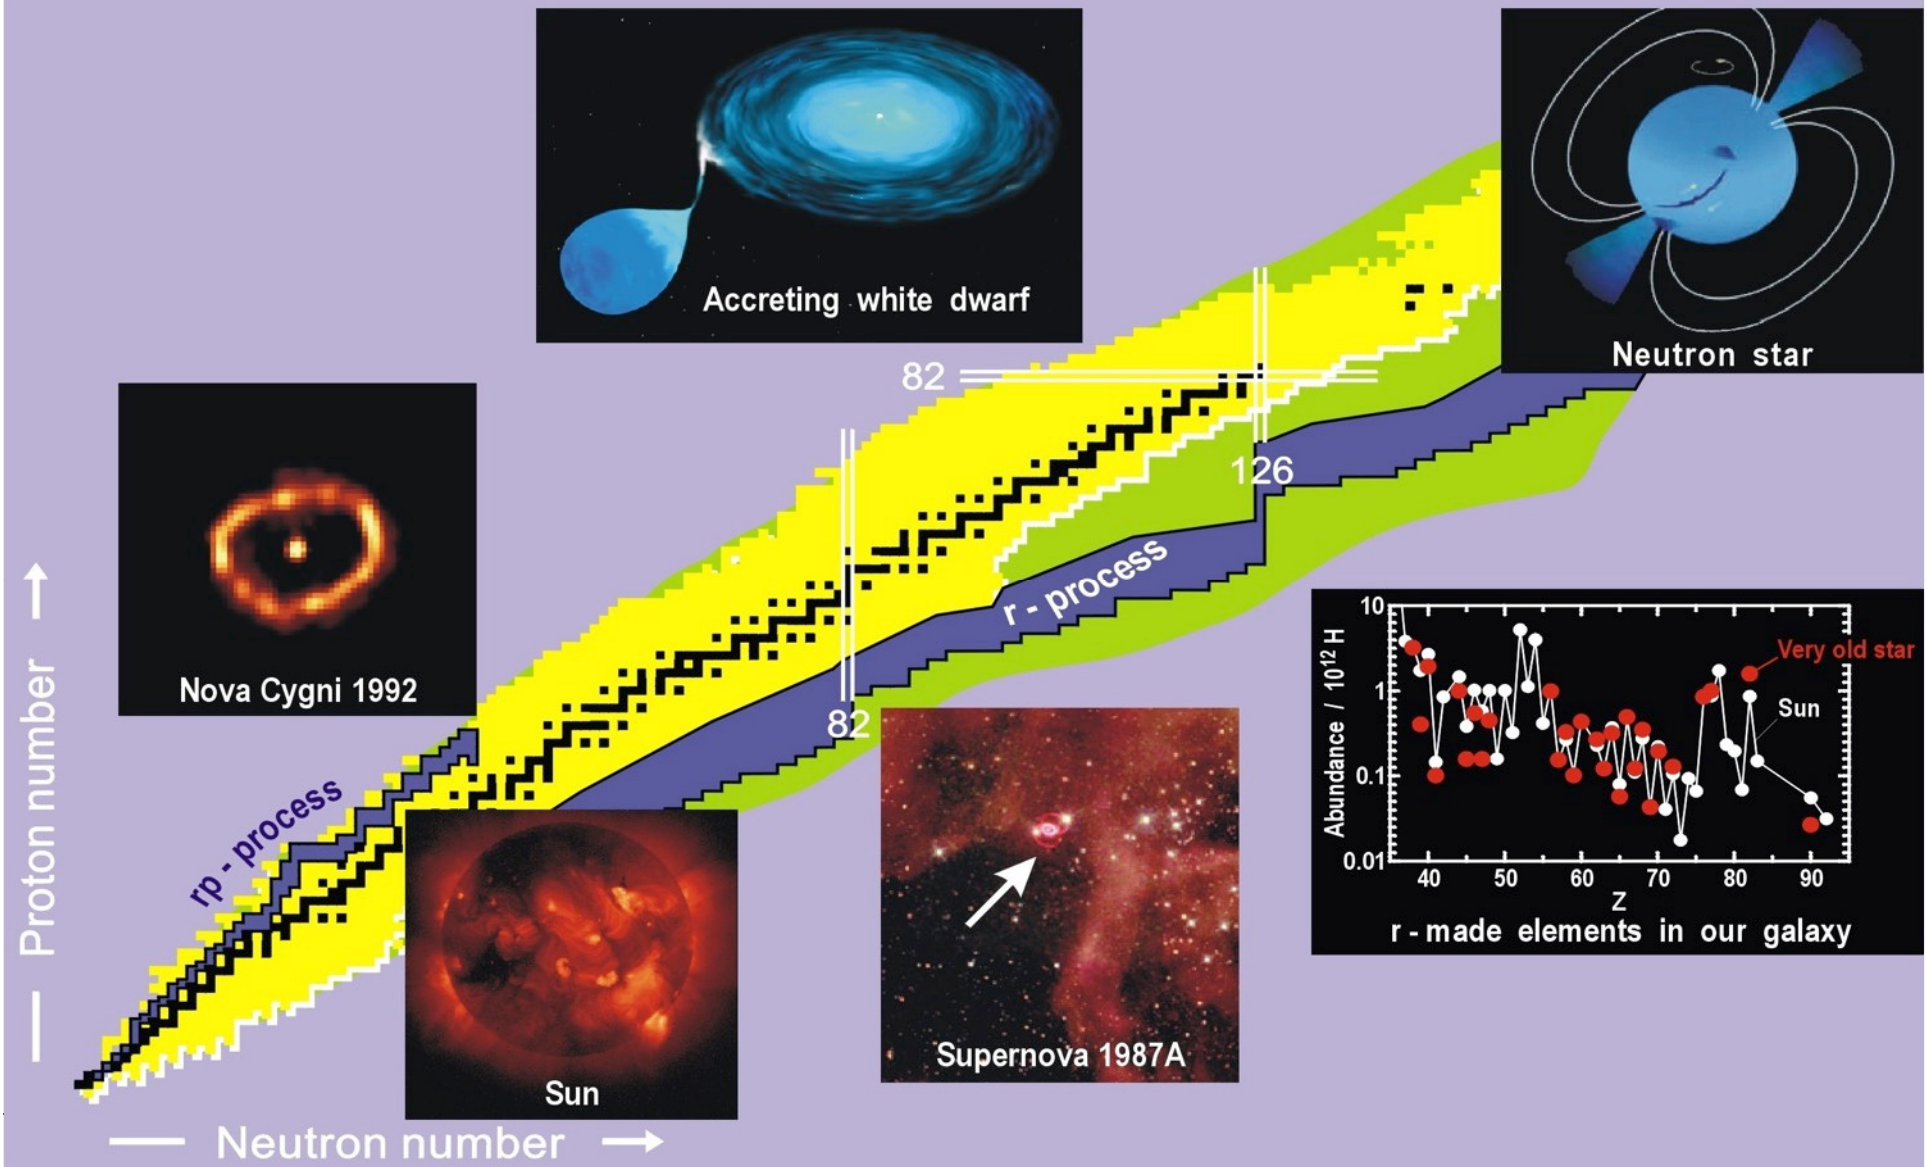 Accreting white dwarf
Neutron star
82
126
Nova Cygni 1992
r - process
82
rp - process
Proton number
Sun
Supernova 1987A
Abundance / 10¹² H
10
1
0.1
0.01
Very old star
Sun
40 50 60 70 80 90
Z
r - made elements in our galaxy
Neutron number